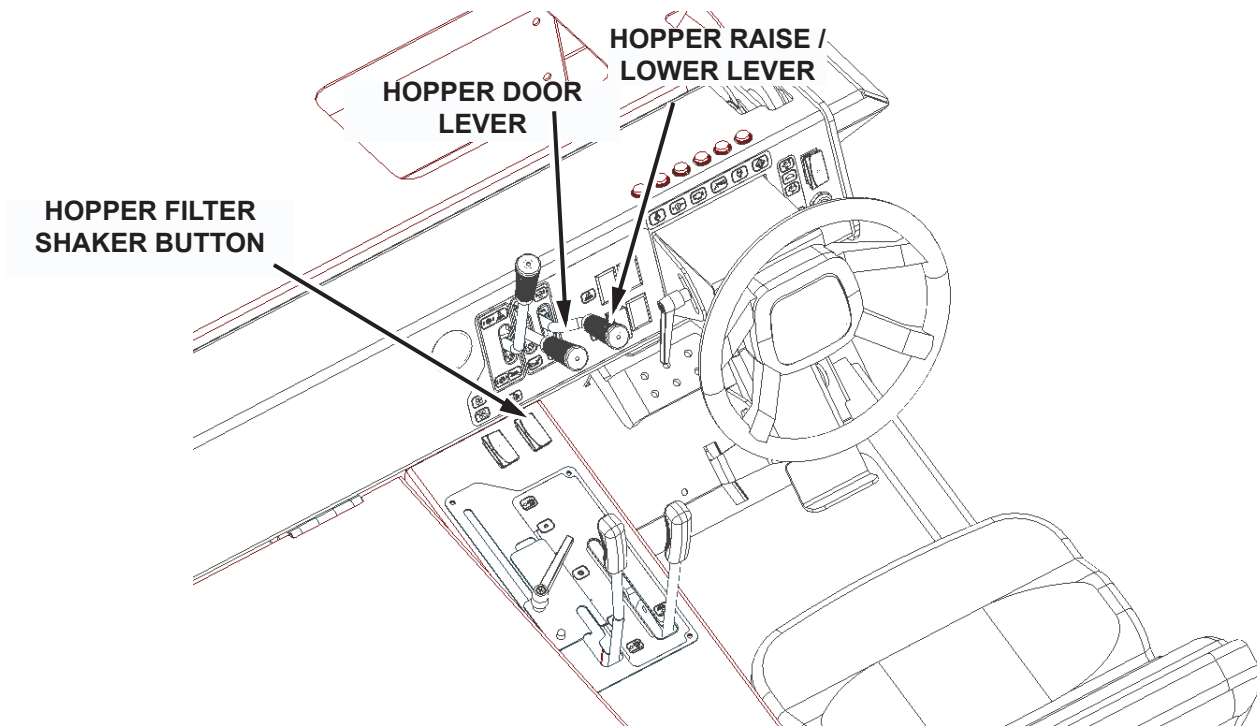 HOPPER RAISE /
LOWER LEVER
HOPPER DOOR
LEVER
HOPPER FILTER
SHAKER BUTTON